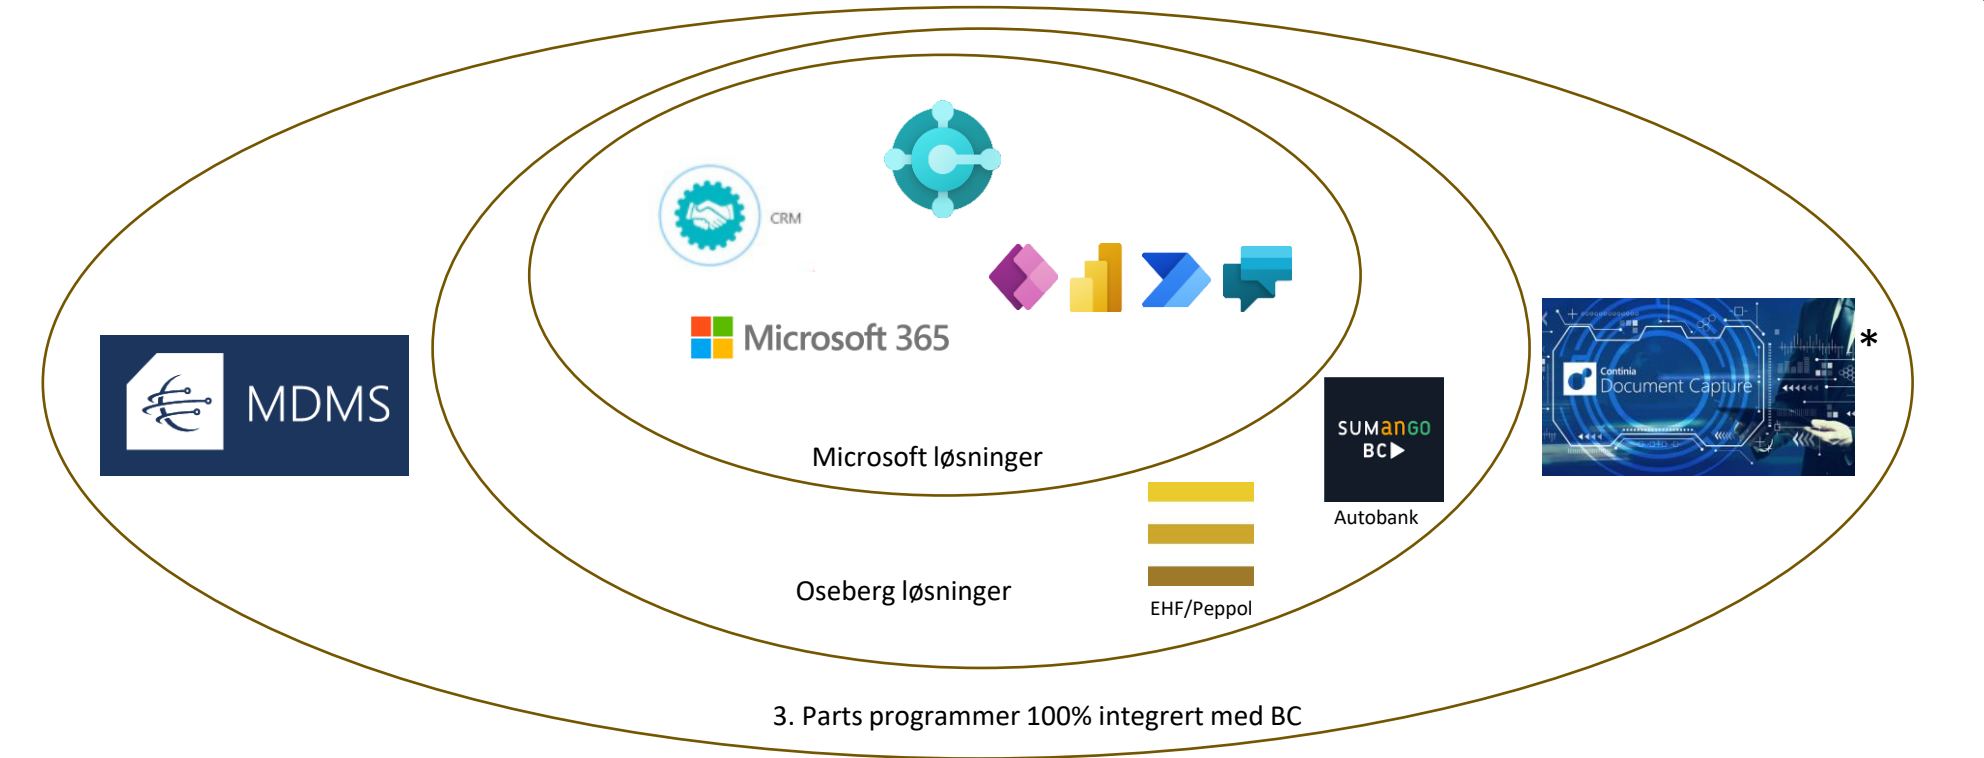 CRM
Microsoft 365
MDMS
*
Continia
Document Capture
SUManGO
BC
Autobank
Microsoft løsninger
EHF/Peppol
Oseberg løsninger
3. Parts programmer 100% integrert med BC